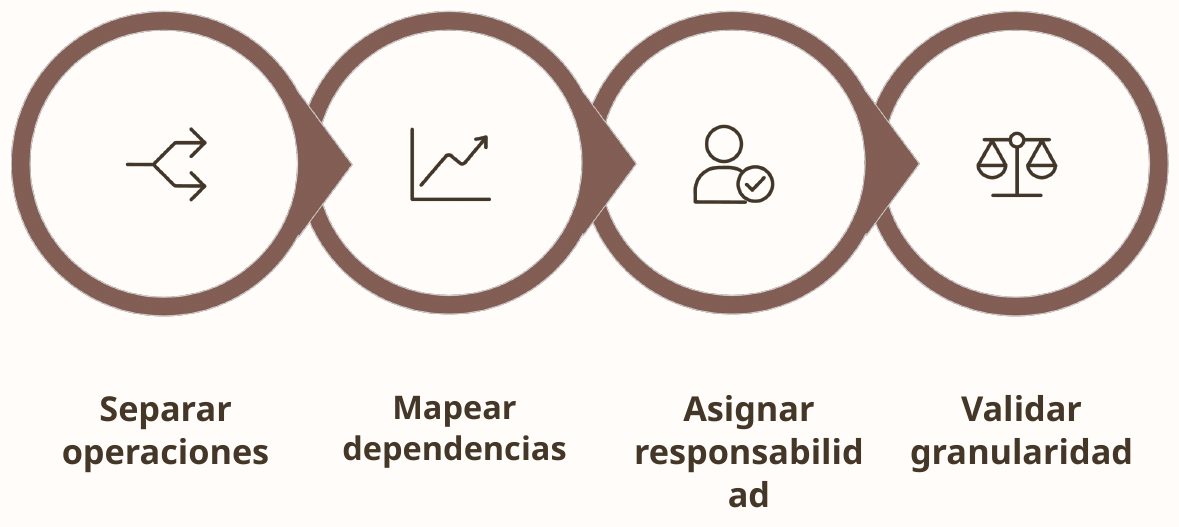 Separar
operaciones
Mapear
dependencias
Asignar
responsabilid
ad
Validar
granularidad